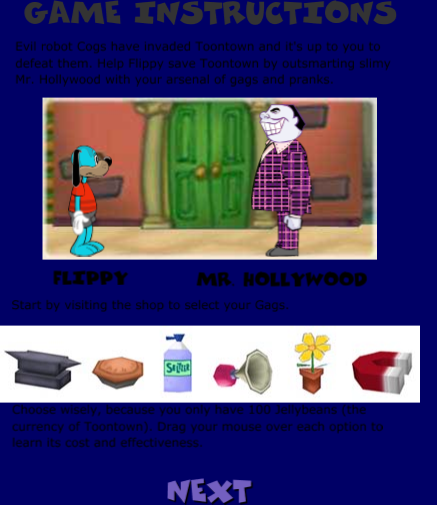 GAME INSTRUCTIONS
Evil robot Cogs have invaded Toontown and it's up to you to
defeat them. Help Flippy save Toontown by outsmarting slimy
Mr. Hollywood with your arsenal of gags and pranks.
FLIPPY MR. HOLLYWOOD
Start by visiting the shop to select your Gags.
SELTZER
Choose wisely, because you only have 100 Jellybeans (the
currency of Toontown). Drag your mouse over each option to
learn its cost and effectiveness.
NEXT